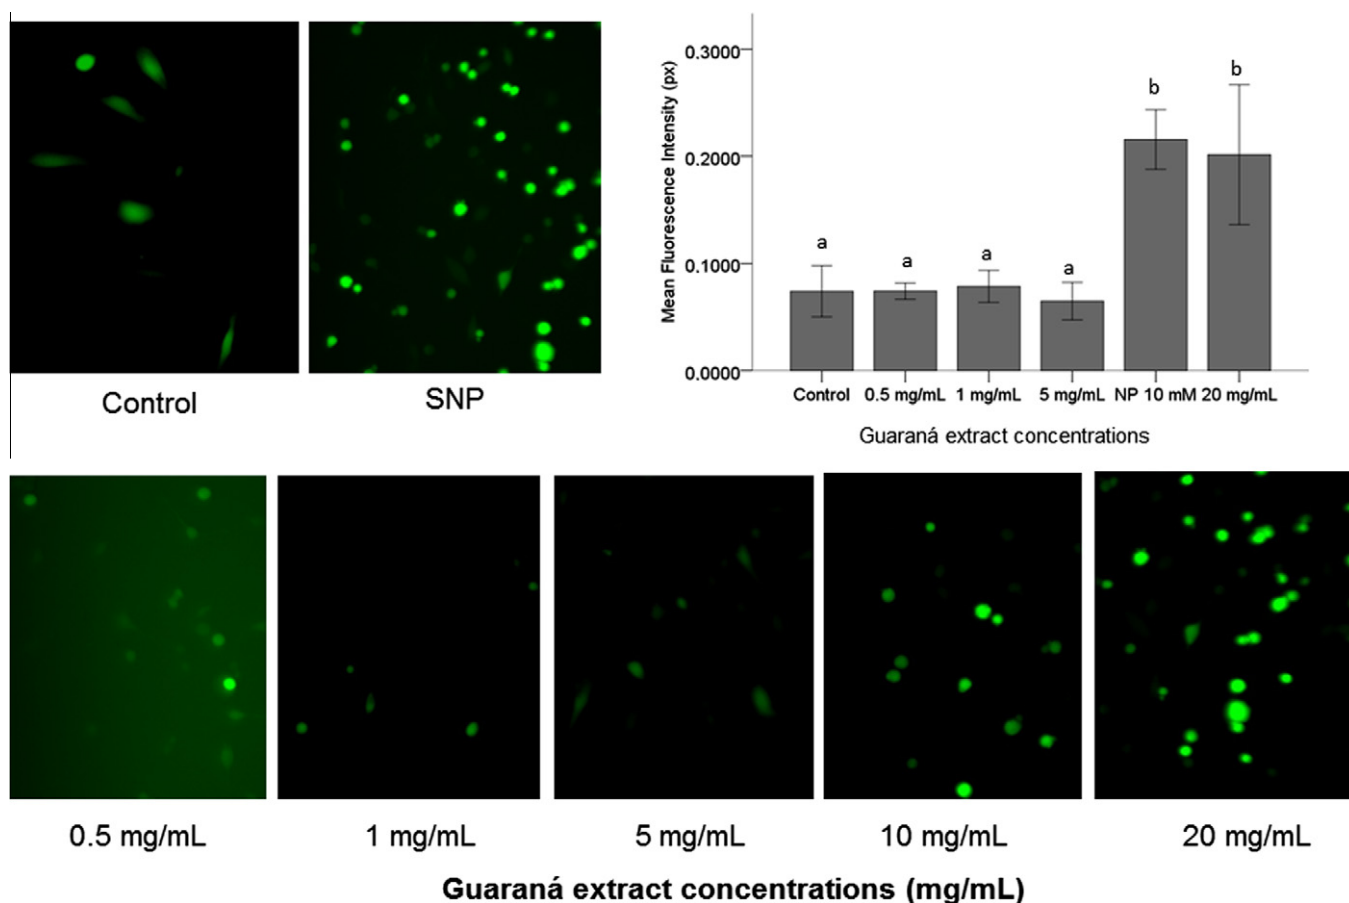 Control
SNP
Mean Fluorescence Intensity (px)
0.3000
0.2000
0.1000
0.0000
a
a
a
a
b
b
Control 0.5 mg/mL 1 mg/mL 5 mg/mL NP 10 mM 20 mg/mL
Guaraná extract concentrations
0.5 mg/mL 1 mg/mL 5 mg/mL 10 mg/mL 20 mg/mL
Guaraná extract concentrations (mg/mL)